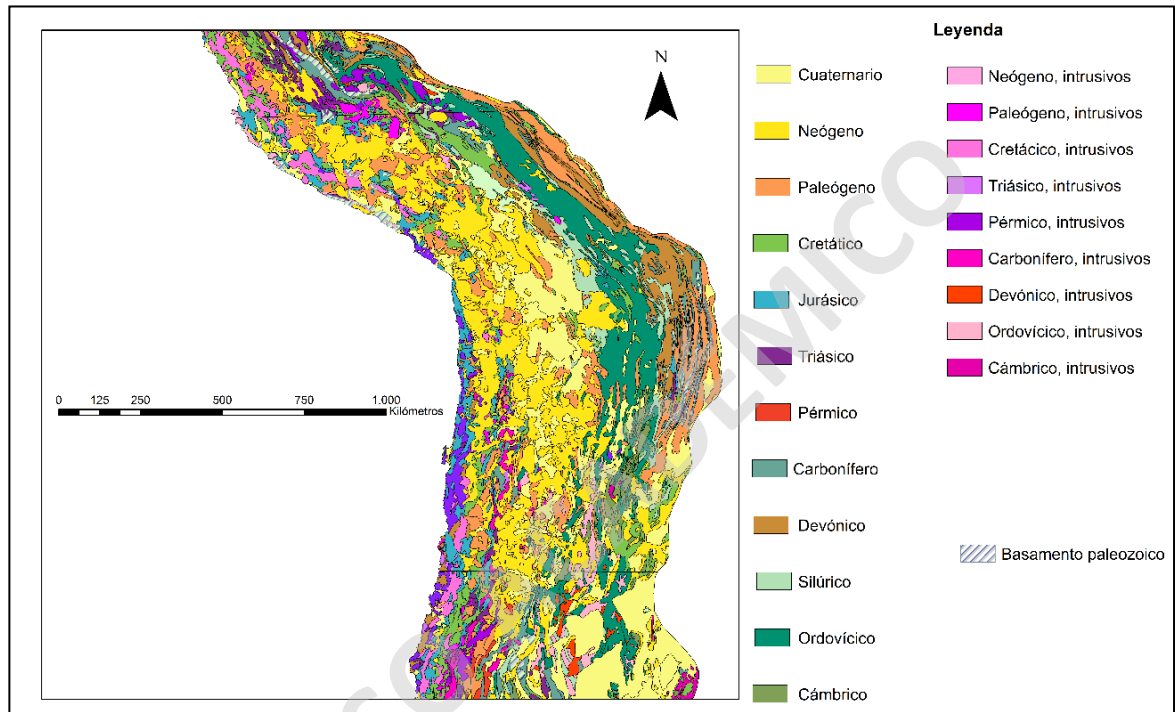 Leyenda
N
0 125 250 500 750 1.000
Kilómetros
Cuaternario
Neógeno
Paleógeno
Cretático
Jurásico
Triásico
Pérmico
Carbonífero
Devónico
Silúrico
Ordovícico
Cámbrico
Neógeno, intrusivos
Paleógeno, intrusivos
Cretácico, intrusivos
Triásico, intrusivos
Pérmico, intrusivos
Carbonífero, intrusivos
Devónico, intrusivos
Ordovícico, intrusivos
Cámbrico, intrusivos
Basamento paleozoico